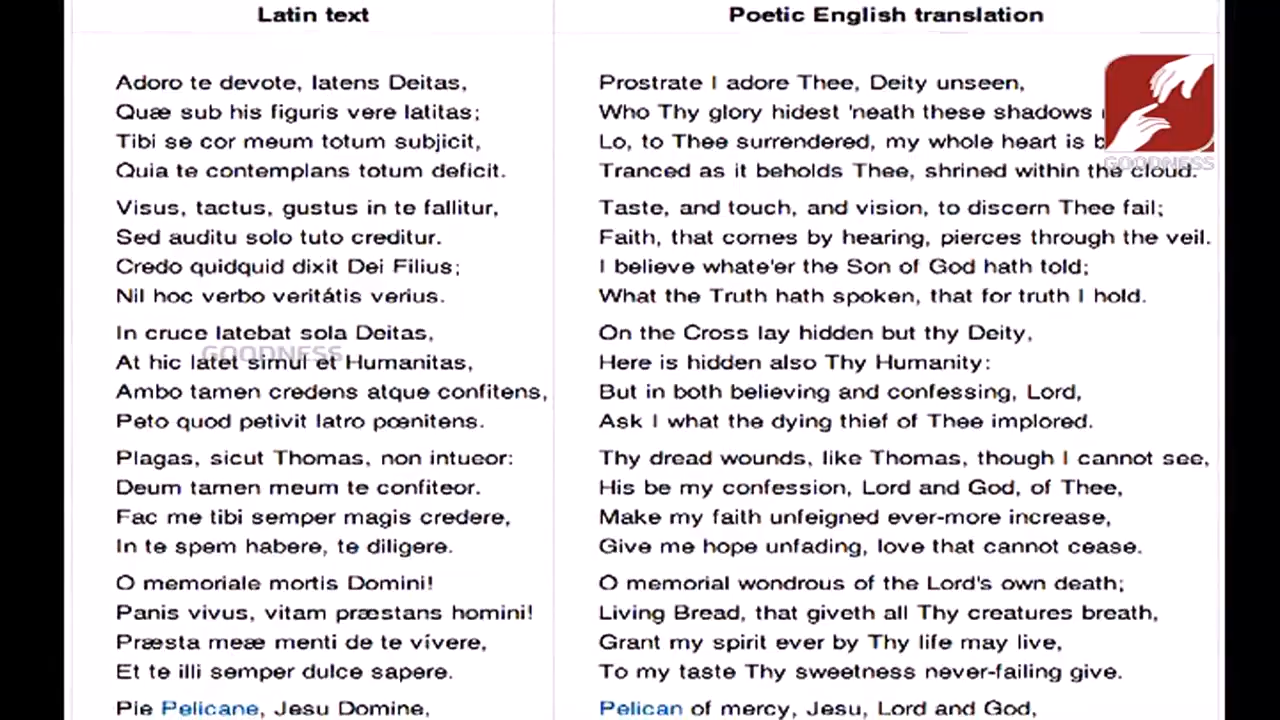 Latin text
Adoro te devote, latens Deitas,
Quæ sub his figuris vere latitas;
Tibi se cor meum totum subjicit,
Quia te contemplans totum deficit.
Visus, tactus, gustus in te fallitur,
Sed auditu solo tuto creditur.
Credo quidquid dixit Dei Filius;
Nil hoc verbo veritátis verius.
In cruce latebat sola Deitas,
GOODNESS
At hic latet simul et Humanitas,
Ambo tamen credens atque confitens,
Peto quod petivit latro pœnitens.
Plagas, sicut Thomas, non intueor:
Deum tamen meum te confiteor.
Fac me tibi semper magis credere,
In te spem habere, te diligere.
O memoriale mortis Domini!
Panis vivus, vitam præstans homini!
Præsta meæ menti de te vívere,
Et te illi semper dulce sapere.
Pie Pelicane, Jesu Domine,
Poetic English translation
Prostrate I adore Thee, Deity unseen,
Who Thy glory hidest 'neath these shadows
Lo, to Thee surrendered, my whole heart is
GOODNESS
Tranced as it beholds Thee, shrined within the cloud.
Taste, and touch, and vision, to discern Thee fail;
Faith, that comes by hearing, pierces through the veil.
I believe whate'er the Son of God hath told;
What the Truth hath spoken, that for truth I hold.
On the Cross lay hidden but thy Deity,
Here is hidden also Thy Humanity:
But in both believing and confessing, Lord,
Ask I what the dying thief of Thee implored.
Thy dread wounds, like Thomas, though I cannot see,
His be my confession, Lord and God, of Thee,
Make my faith unfeigned ever-more increase,
Give me hope unfading, love that cannot cease.
O memorial wondrous of the Lord's own death;
Living Bread, that giveth all Thy creatures breath,
Grant my spirit ever by Thy life may live,
To my taste Thy sweetness never-failing give.
Pelican of mercy, Jesu, Lord and God,